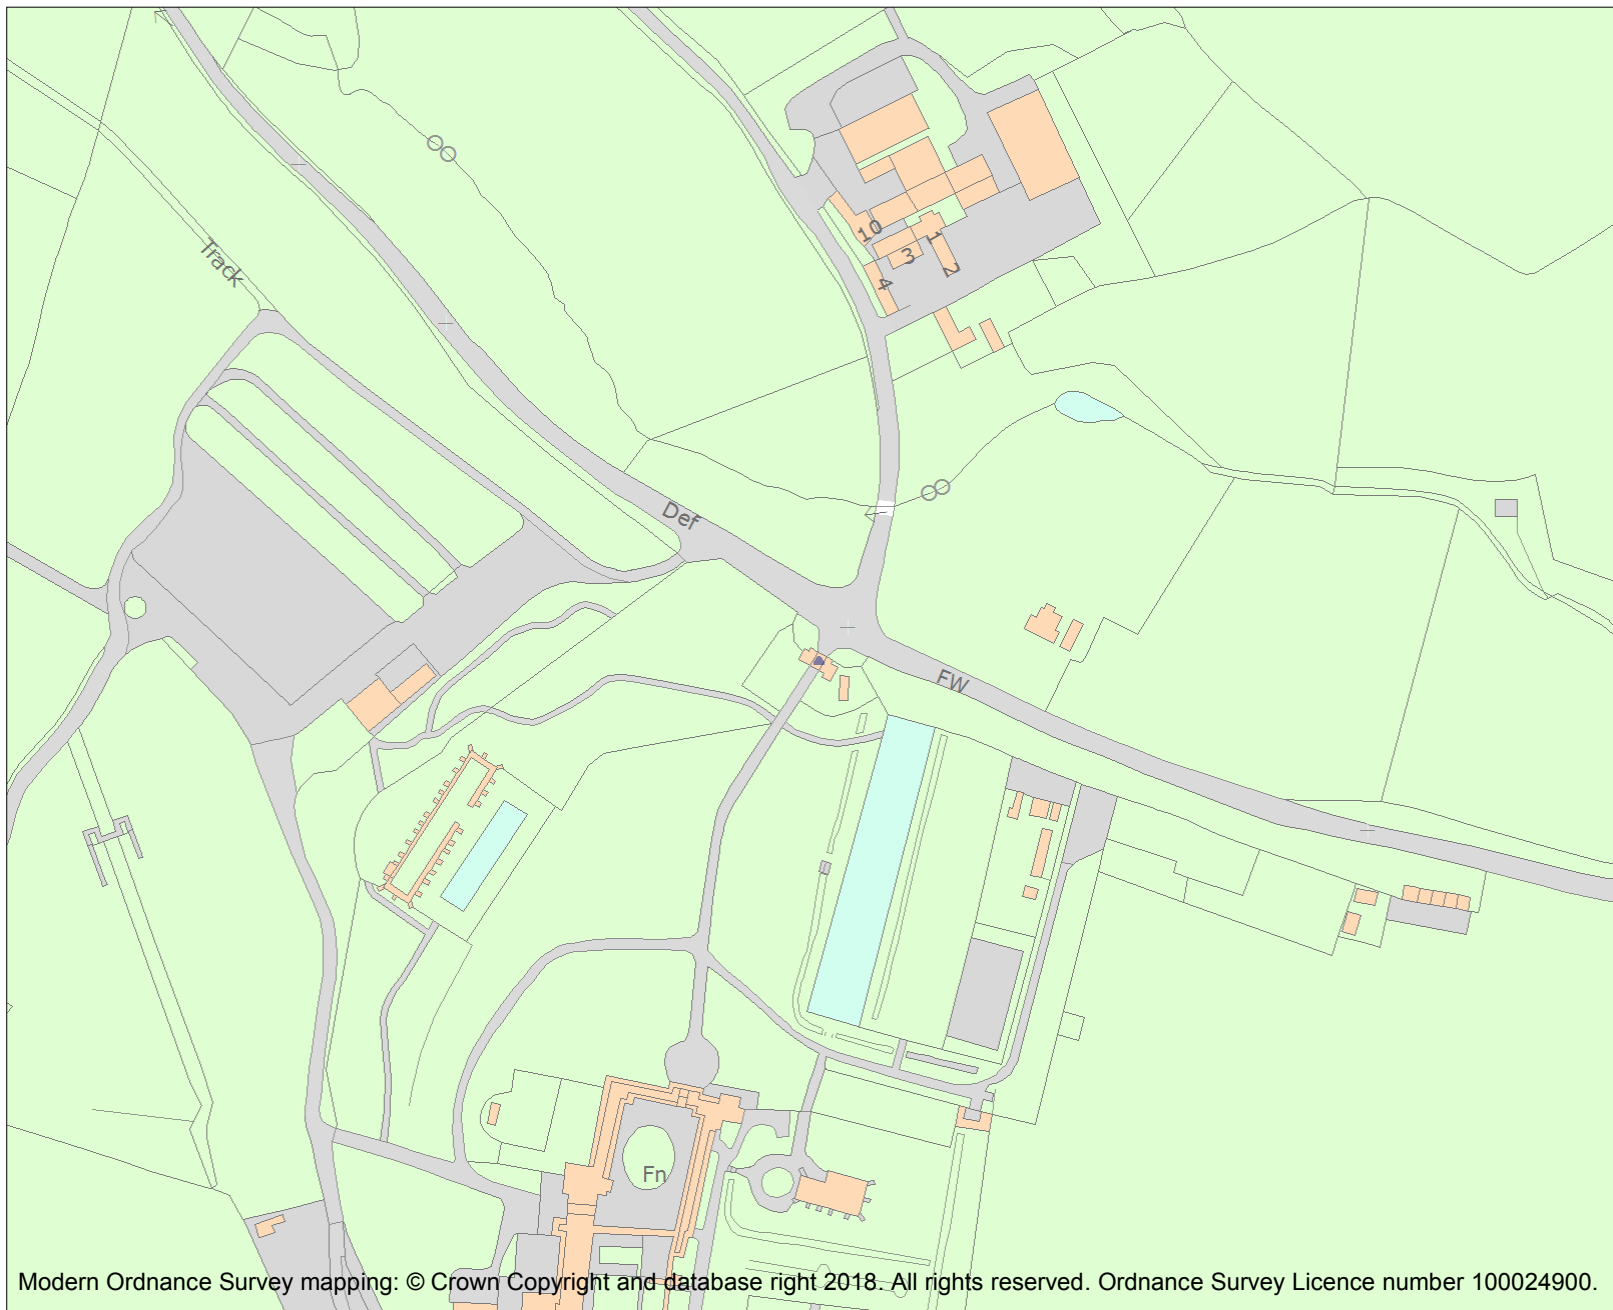 10
1
3
2
4
Track
Def
FW
Fn
Modern Ordnance Survey mapping: © Crown Copyright and database right 2018. All rights reserved. Ordnance Survey Licence number 100024900.